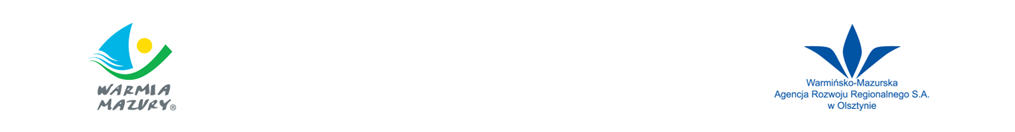 WARMIA
MAZURY®
Warmińsko-Mazurska
Agencja Rozwoju Regionalnego S.A.
w Olsztynie